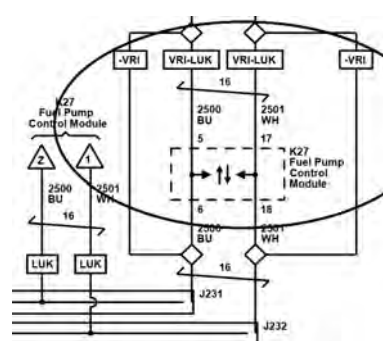 -VRI
VRI-LUK
VRI-LUK
-VRI
16
K27
Fuel Pump
Control Module
2500
BU
2501
WH
5
17
K27
Fuel Pump
Control
Module
2
1
2500
BU
2501
WH
16
6
18
2500
BU
2501
WH
LUK
LUK
16
J231
J232